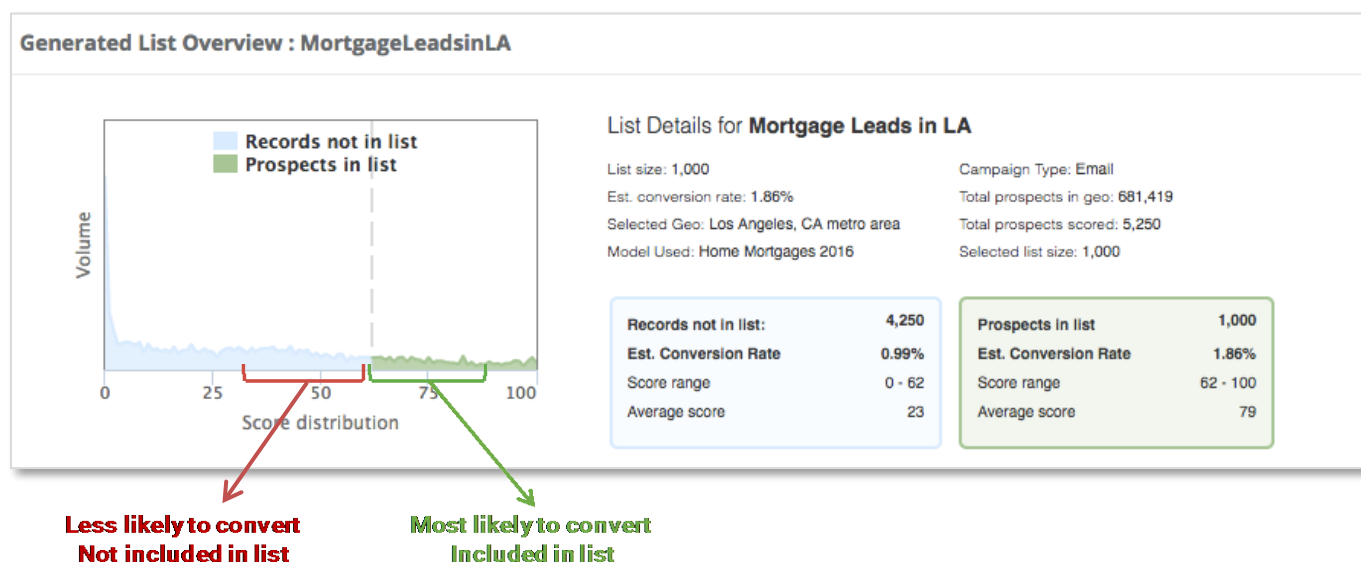 Generated List Overview : MortgageLeadsinLA
Records not in list
Prospects in list
Volume
0 25 50 75 100
Score distribution
Less likely to convert
Not included in list
Most likely to convert
Included in list
List Details for Mortgage Leads in LA
List size: 1,000
Est. conversion rate: 1.86%
Selected Geo: Los Angeles, CA metro area
Model Used: Home Mortgages 2016
Campaign Type: Email
Total prospects in geo: 681,419
Total prospects scored: 5,250
Selected list size: 1,000
Records not in list: 4,250
Est. Conversion Rate 0.99%
Score range 0 - 62
Average score 23
Prospects in list 1,000
Est. Conversion Rate 1.86%
Score range 62 - 100
Average score 79